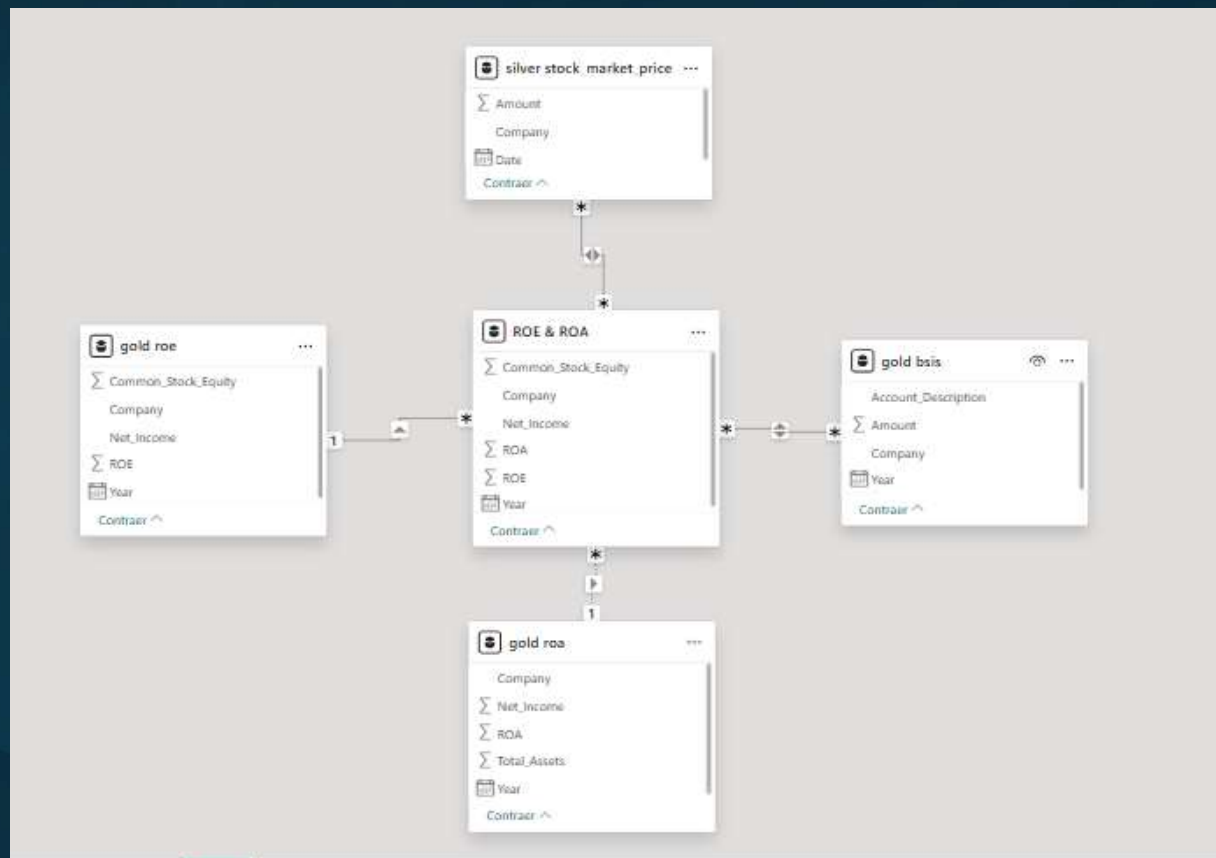 silver stock_market_price ...
Amount
Company
Date
Contraer
*
*
gold roe ...
Common_Stock_Equity
Company
Net_Income
ROE
Year
Contraer
1
*
ROE & ROA ...
Common_Stock_Equity
Company
Net_Income
ROA
ROE
Year
Contraer
*
*
gold bsis ...
Account_Description
Amount
Company
Year
Contraer
*
1
gold roa ...
Company
Net_Income
ROA
Total_Assets
Year
Contraer